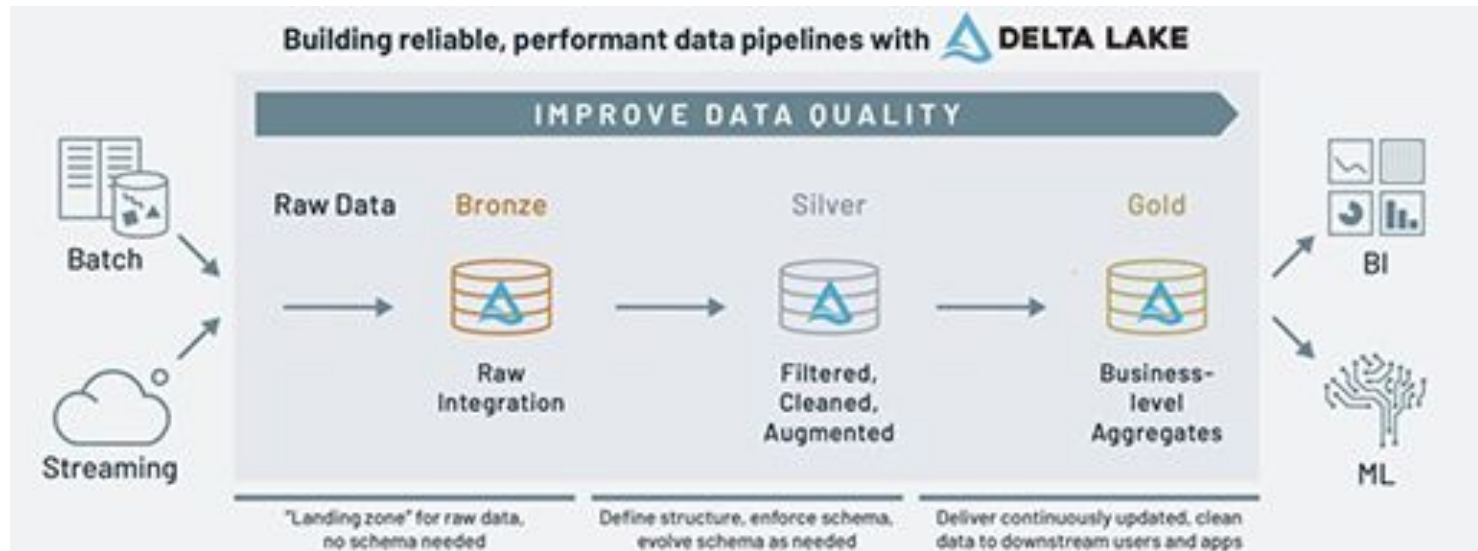 Building reliable, performant data pipelines with DELTA LAKE
IMPROVE DATA QUALITY
Batch
Streaming
Raw Data
Bronze
Raw
Integration
Silver
Filtered,
Cleaned,
Augmented
Gold
Business-
level
Aggregates
BI
ML
"Landing zone" for raw data,
no schema needed
Define structure, enforce schema,
evolve schema as needed
Deliver continuously updated, clean
data to downstream users and apps